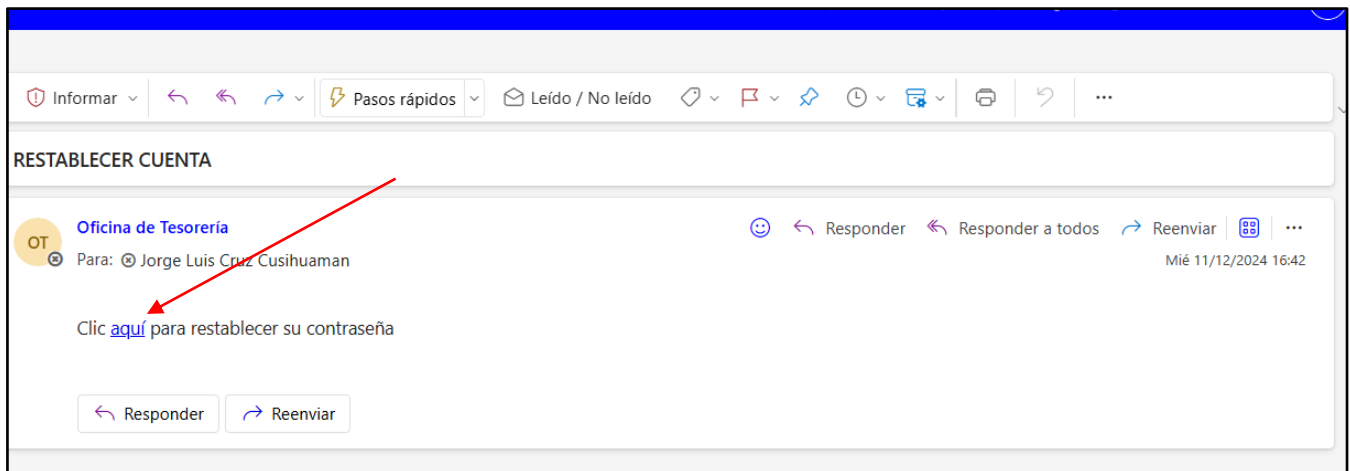 Informar Pasos rápidos Leído / No leído
RESTABLECER CUENTA
OT Oficina de Tesorería Responder Responder a todos Reenviar
Para: Jorge Luis Cruz Cusihuaman Mié 11/12/2024 16:42
Clic aquí para restablecer su contraseña
Responder Reenviar